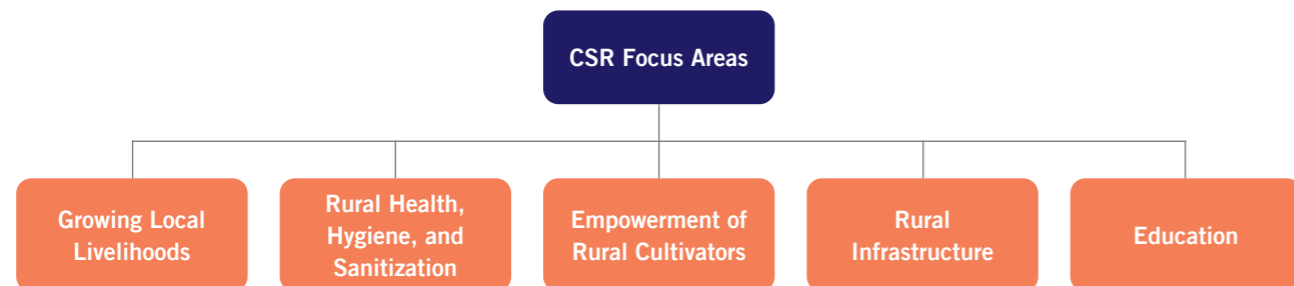 CSR Focus Areas
Growing Local
Livelihoods
Rural Health,
Hygiene, and
Sanitization
Empowerment of
Rural Cultivators
Rural
Infrastructure
Education